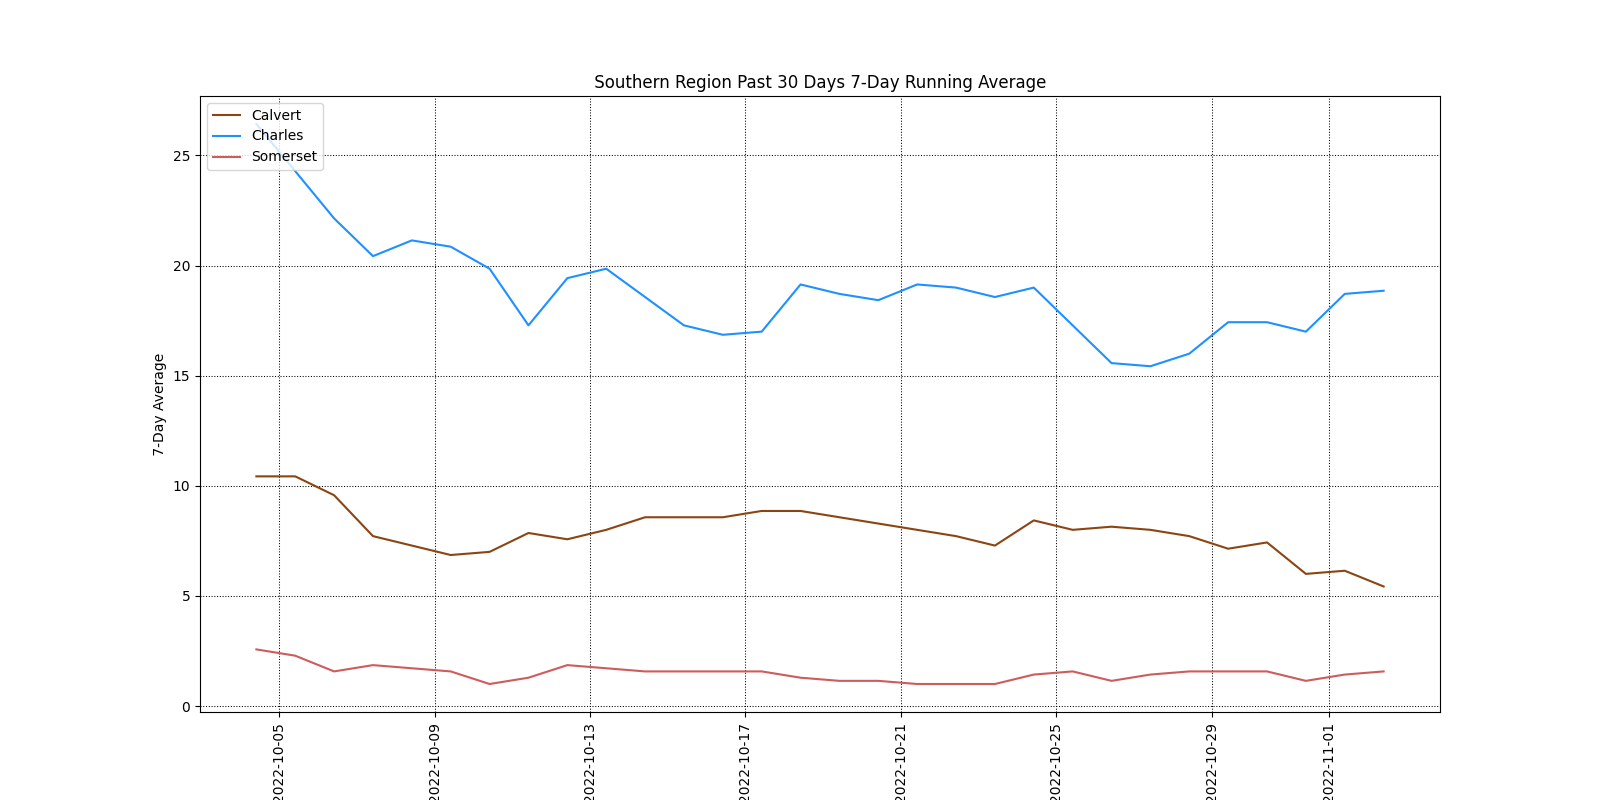 Southern Region Past 30 Days 7-Day Running Average
Calvert
Charles
Somerset
7-Day Average
25
20
15
10
5
0
2022-10-05
2022-10-09
2022-10-13
2022-10-17
2022-10-21
2022-10-25
2022-10-29
2022-11-01